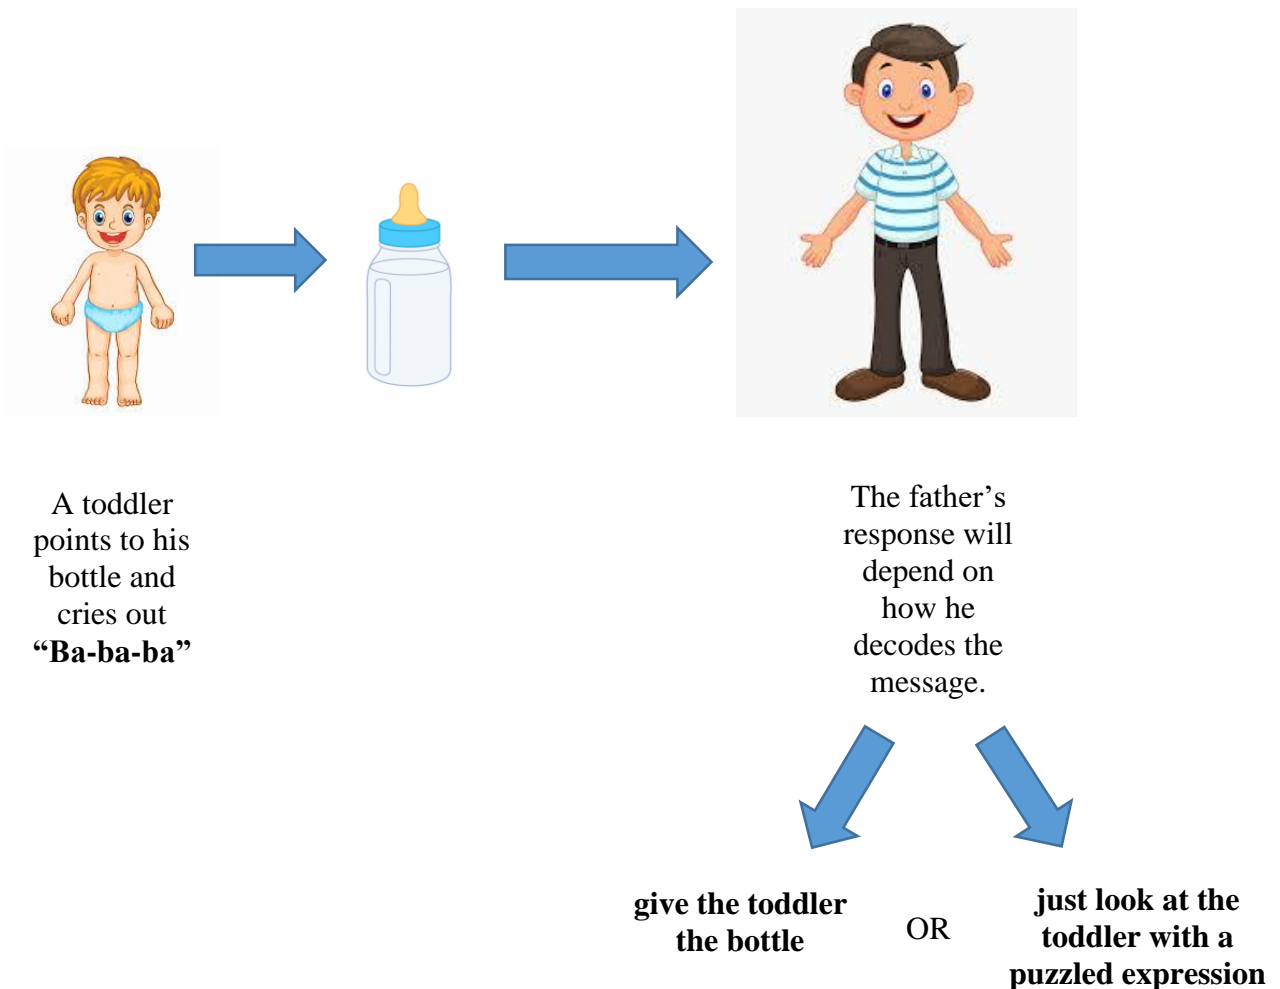 A toddler
points to his
bottle and
cries out
“Ba-ba-ba”
The father’s
response will
depend on
how he
decodes the
message.
give the toddler
the bottle
OR
just look at the
toddler with a
puzzled expression